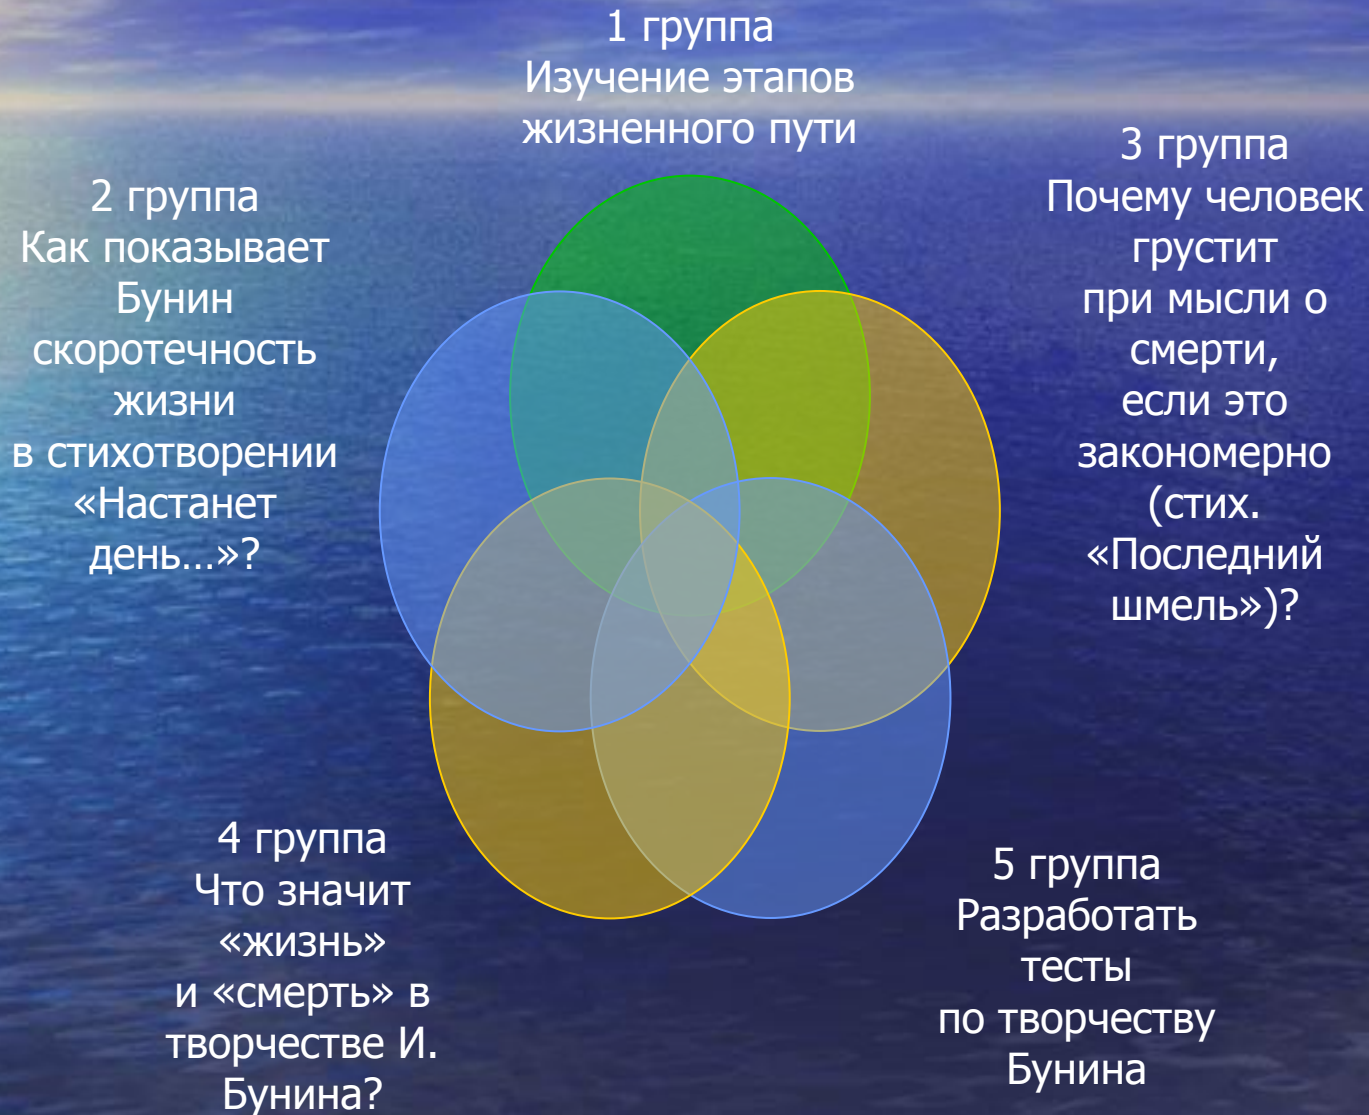 1 группа
Изучение этапов
жизненного пути
2 группа
Как показывает
Бунин
скоротечность
жизни
в стихотворении
«Настанет
день…»?
3 группа
Почему человек
грустит
при мысли о
смерти,
если это
закономерно
(стих.
«Последний
шмель»)?
4 группа
Что значит
«жизнь»
и «смерть» в
творчестве И.
Бунина?
5 группа
Разработать
тесты
по творчеству
Бунина